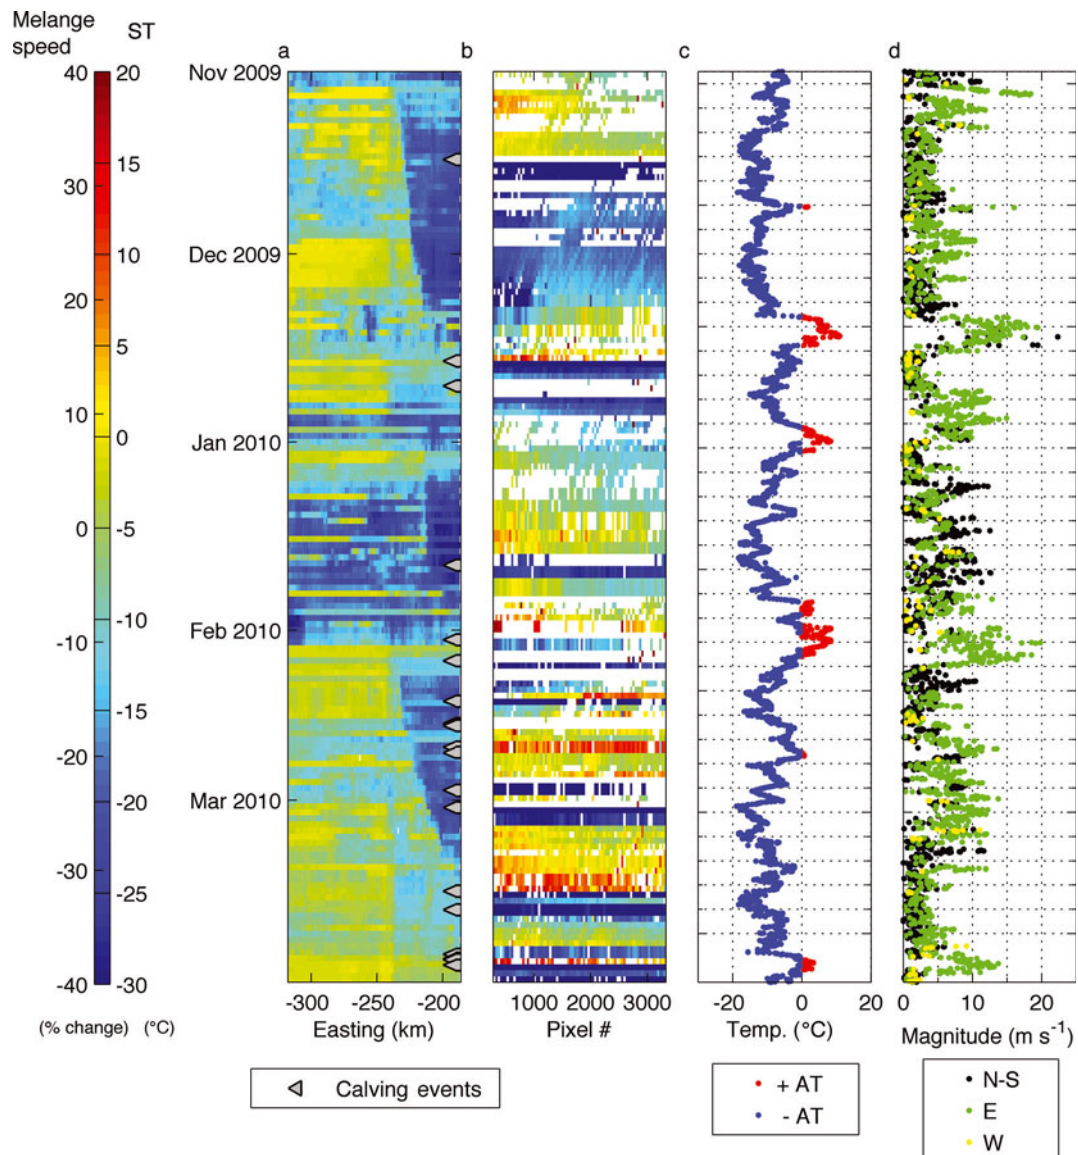 Melange speed ST
a b c d
40 20
30 15
10
20 5
10 0
0 -5
-10 -10
-15
-20 -20
-30 -25
-40 -30
(% change) (°C)
Nov 2009
Dec 2009
Jan 2010
Feb 2010
Mar 2010
-300 -240 -200
Easting (km)
1000 2000 3000
Pixel #
-20 0 20
Temp. (°C)
0 10 20
Magnitude (m s⁻¹)
Calving events
+ AT
- AT
N-S
E
W